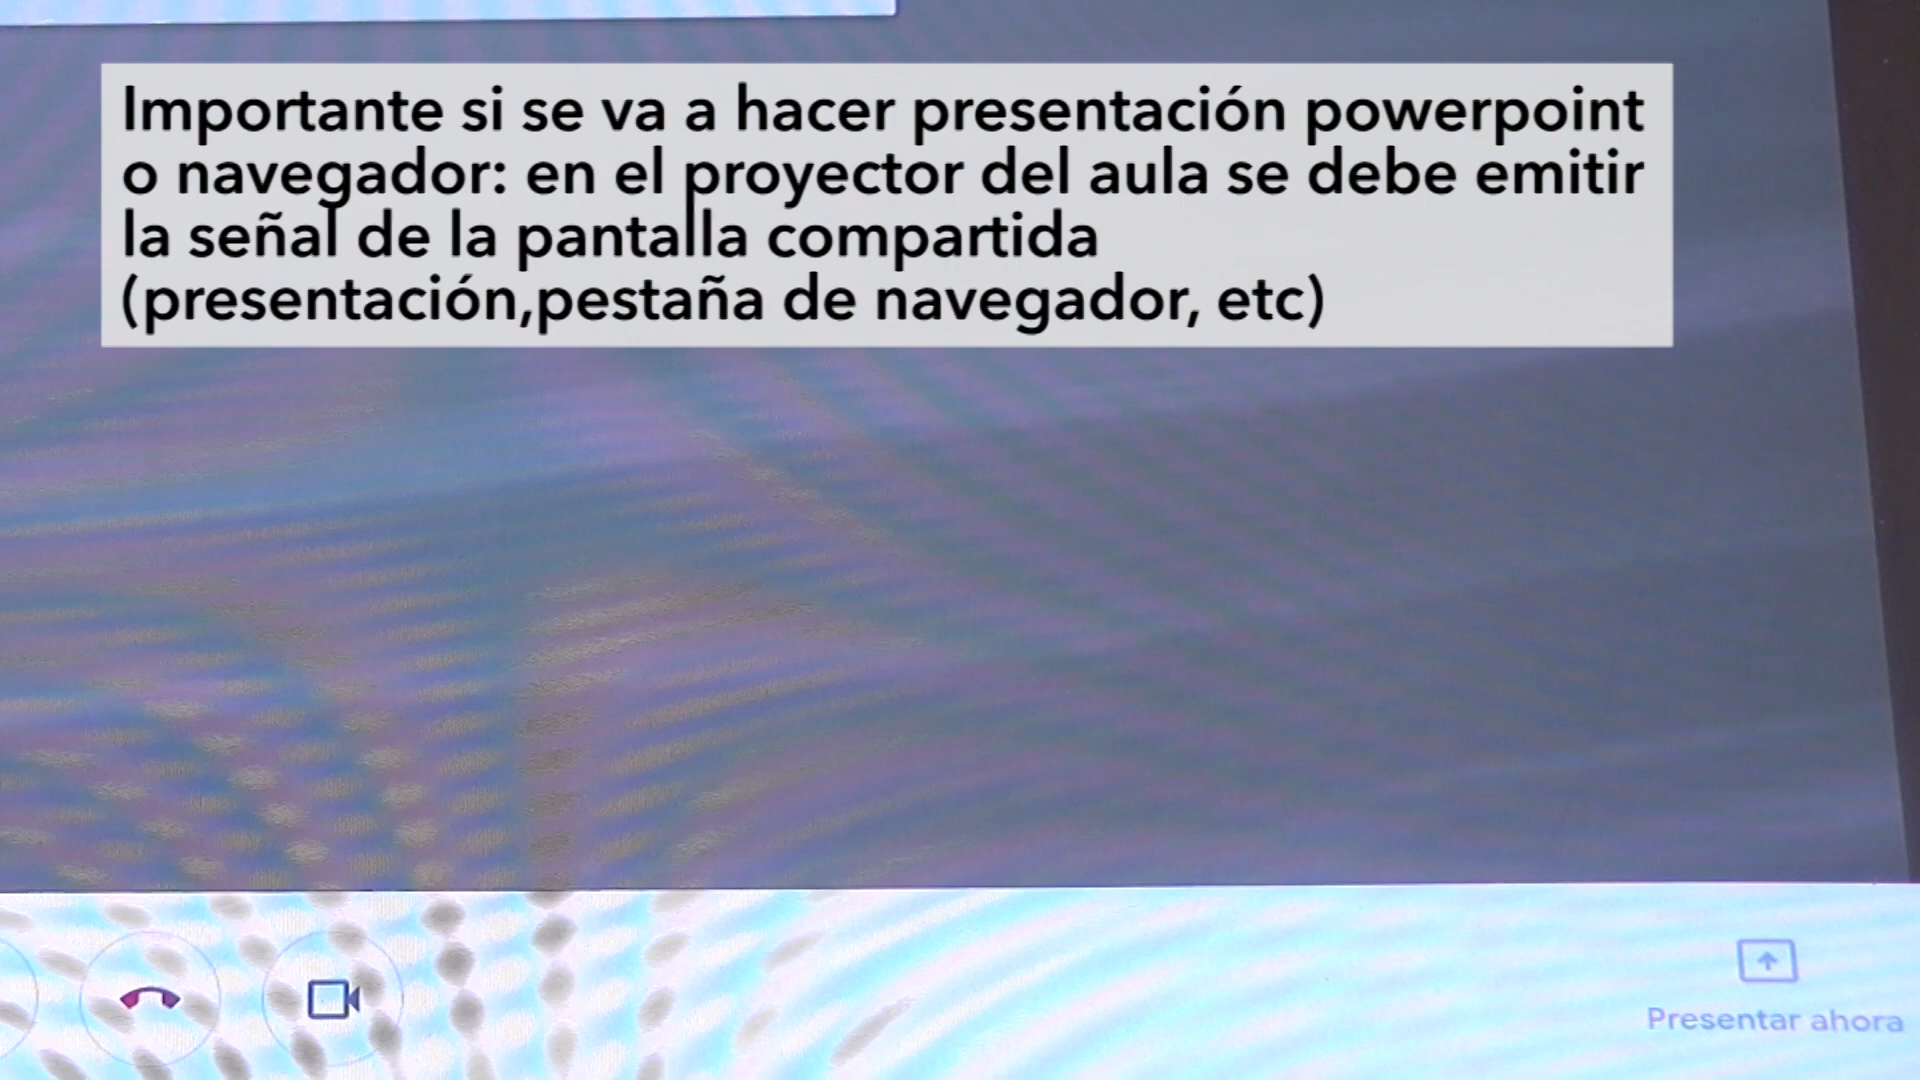 Importante si se va a hacer presentación powerpoint
o navegador: en el proyector del aula se debe emitir
la señal de la pantalla compartida
(presentación,pestaña de navegador, etc)
Presentar ahora